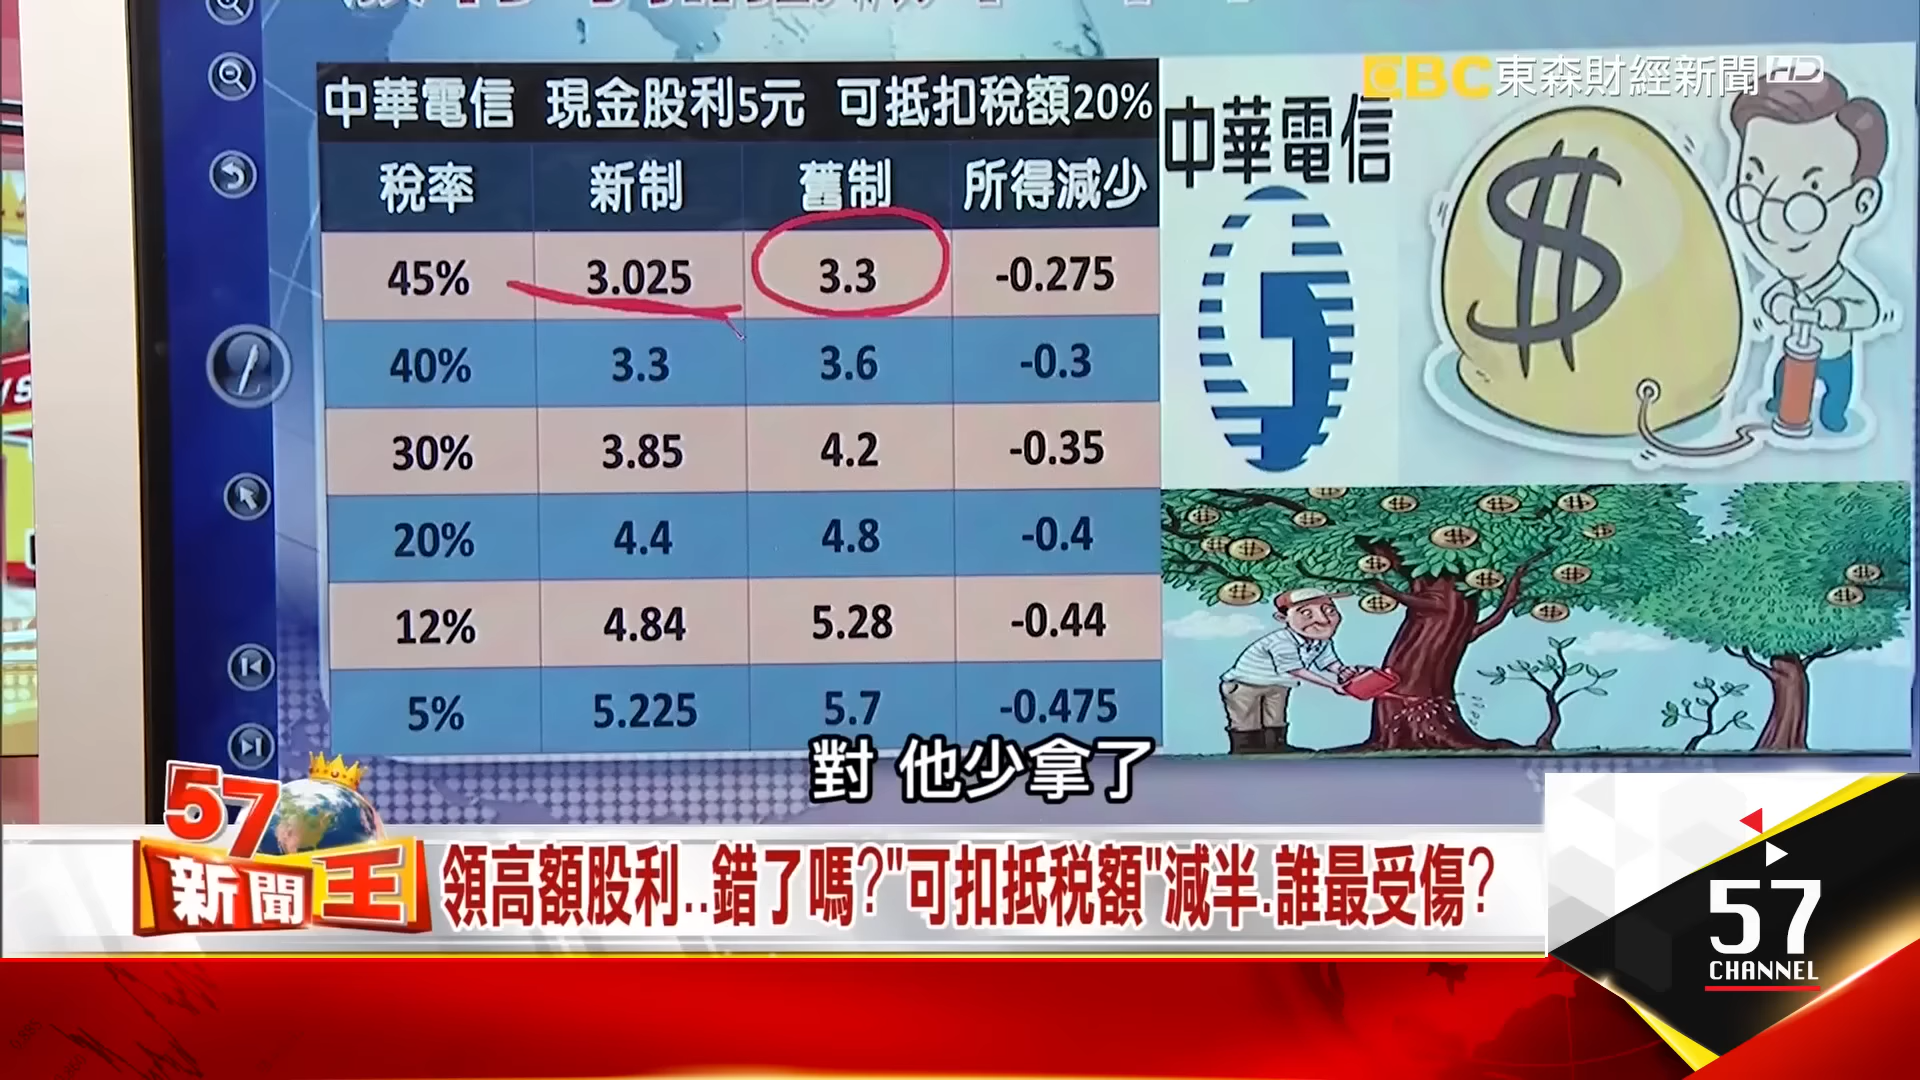 EBC東森財經新聞HD
中華電信 現金股利5元 可抵扣稅額20%
稅率 新制 舊制 所得減少
45% 3.025 3.3 -0.275
40% 3.3 3.6 -0.3
30% 3.85 4.2 -0.35
20% 4.4 4.8 -0.4
12% 4.84 5.28 -0.44
5% 5.225 5.7 -0.475
中華電信
$
對 他少拿了
57
新聞王
領高額股利..錯了嗎?"可扣抵稅額"減半.誰最受傷?
57
CHANNEL